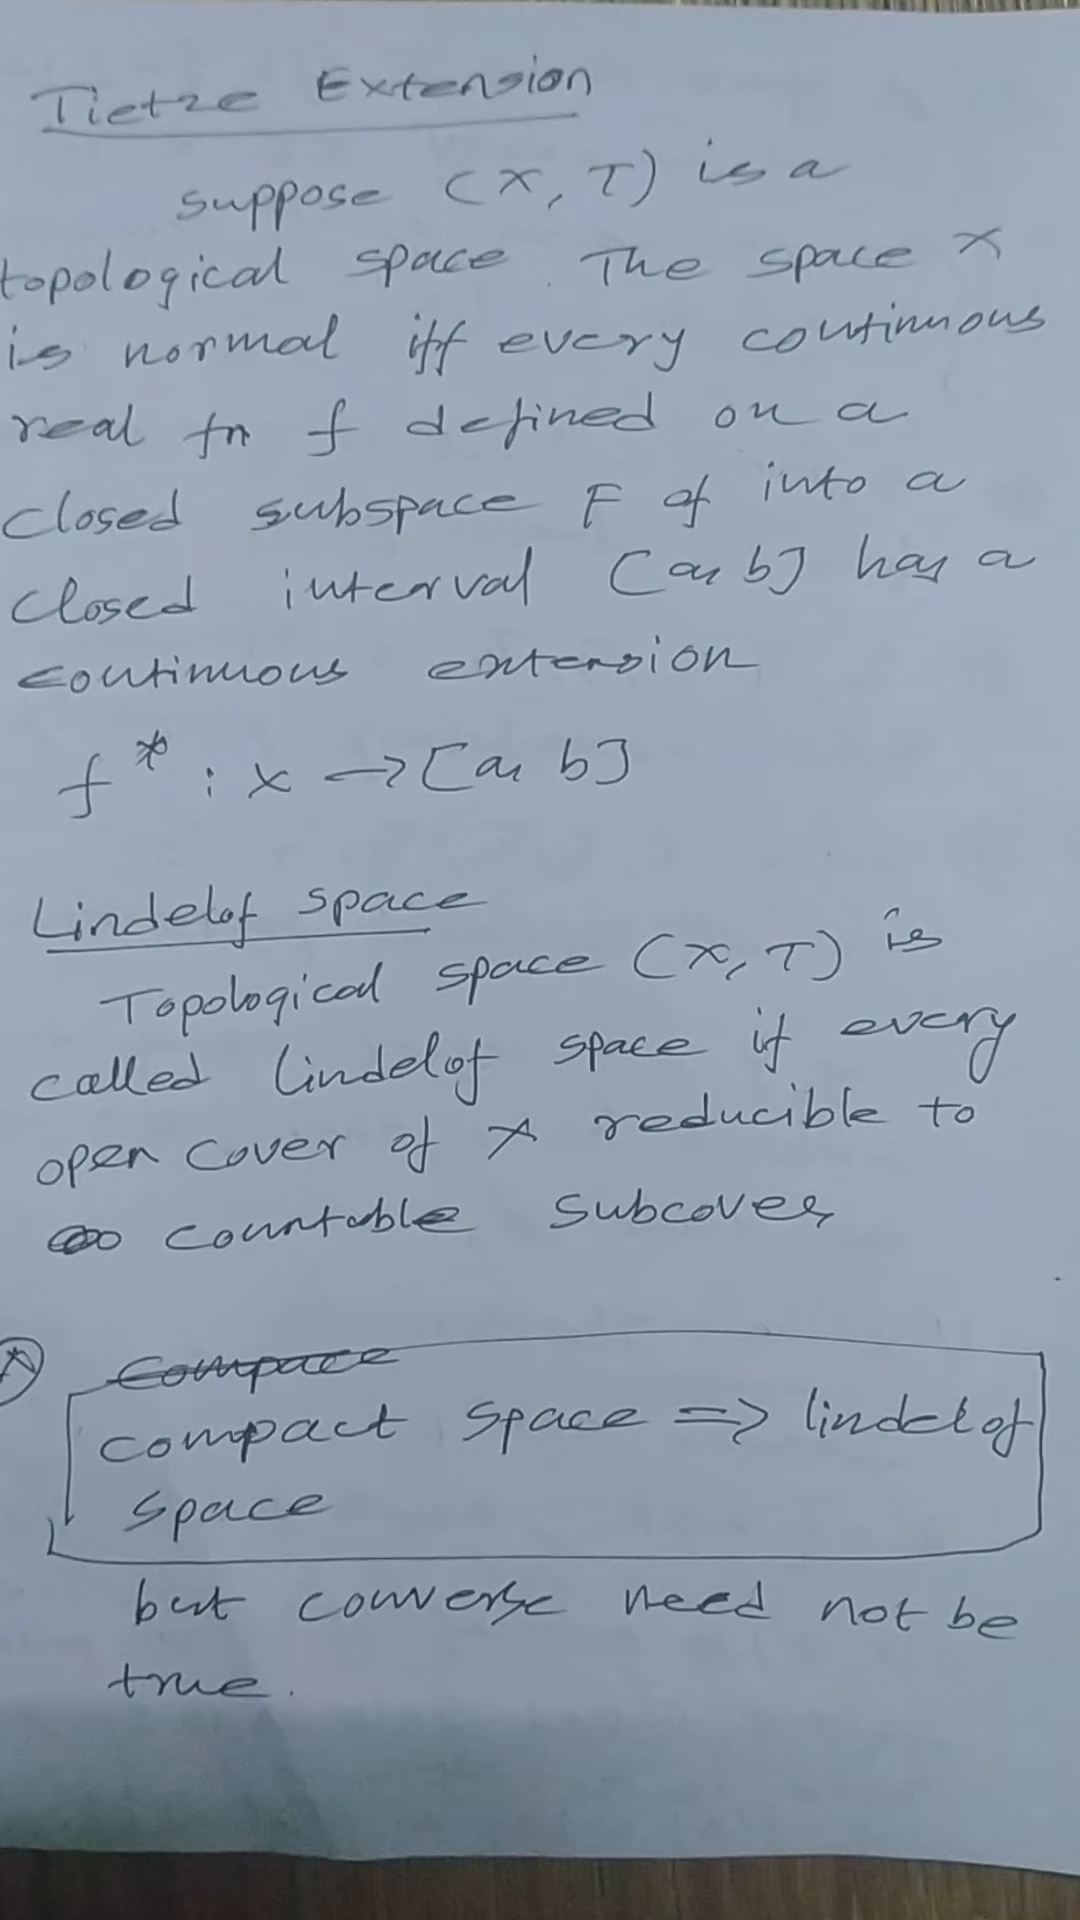 Tietze Extension
suppose (X, T) is a
topological space. The space X
is normal iff every continuous
real fn f defined on a
closed subspace F of into a
closed interval [a, b] has a
continuous extension
f* : X → [a, b]
Lindelof space
Topological space (X, T) is
called lindelof space if every
open cover of X reducible to
countable subcover
Compace
compact space => lindelof
space
but converse need not be
true.